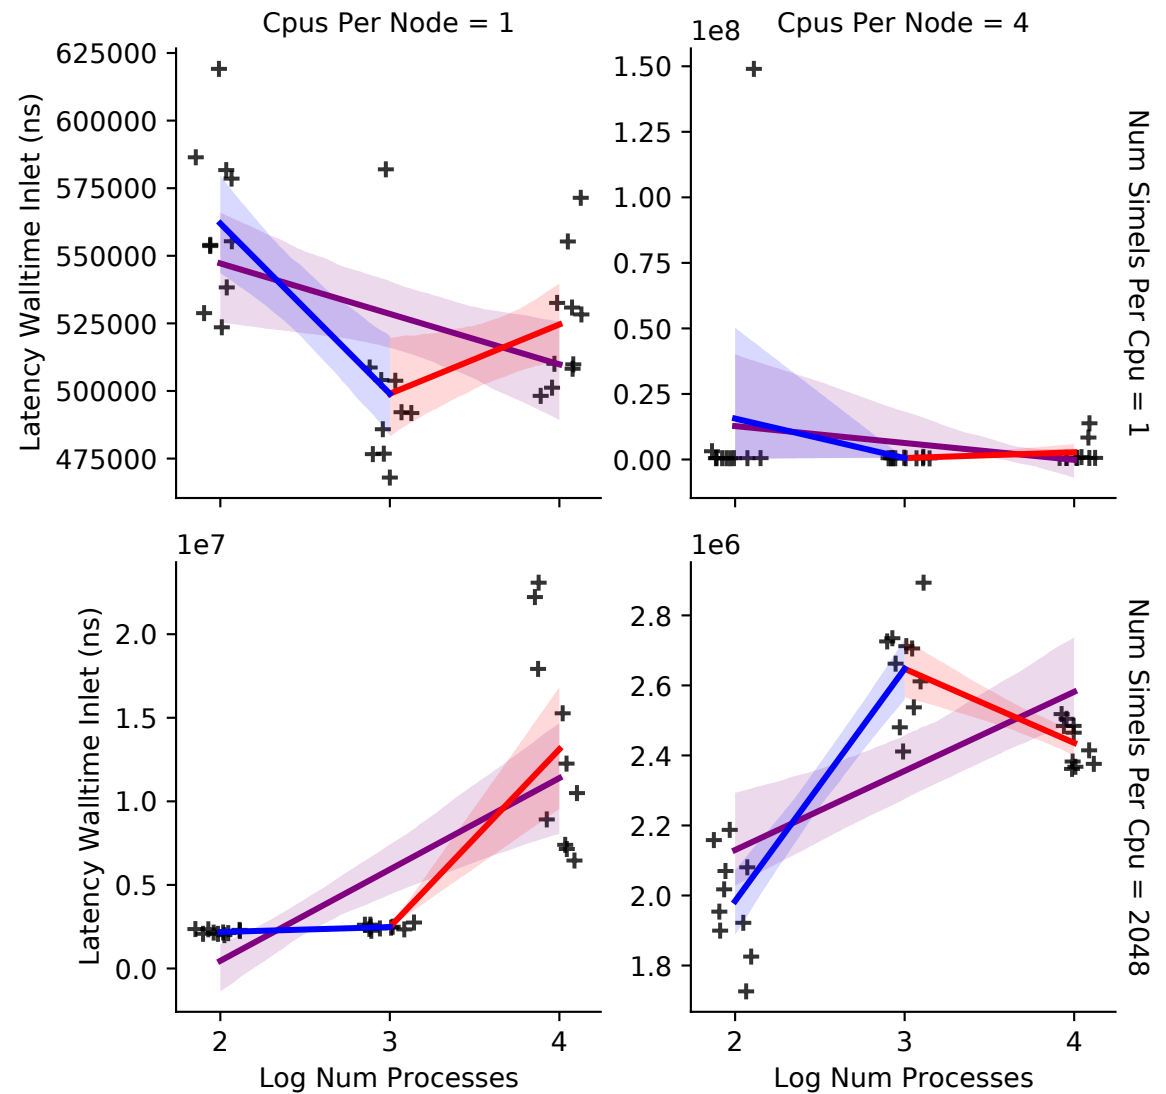 Cpus Per Node = 1
Cpus Per Node = 4
1e8
Latency Walltime Inlet (ns)
625000
600000
575000
550000
525000
500000
475000
1.50
1.25
1.00
0.75
0.50
0.25
0.00
Num Simels Per Cpu = 1
1e7
1e6
Latency Walltime Inlet (ns)
2.0
1.5
1.0
0.5
0.0
2.8
2.6
2.4
2.2
2.0
1.8
Num Simels Per Cpu = 2048
2 3 4
2 3 4
Log Num Processes
Log Num Processes